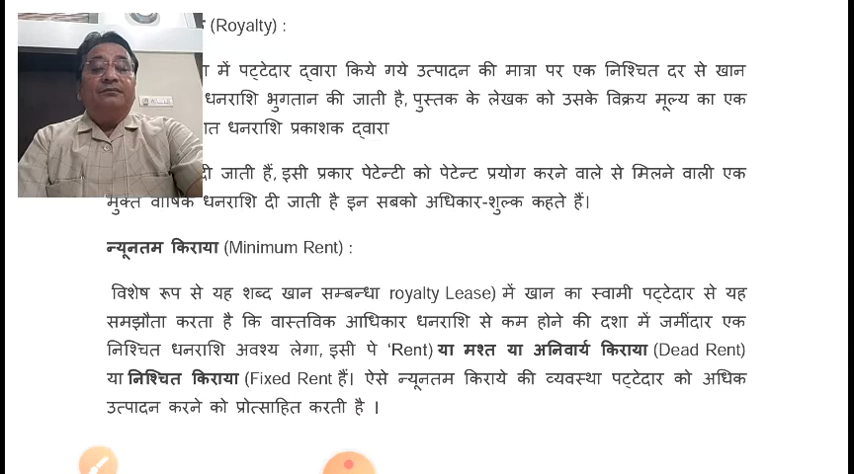 (Royalty) :
में पट्टेदार द्वारा किये गये उत्पादन की मात्रा पर एक निश्चित दर से खान
धनराशि भुगतान की जाती है, पुस्तक के लेखक को उसके विक्रय मूल्य का एक
त धनराशि प्रकाशक द्वारा
दी जाती हैं, इसी प्रकार पेटेन्टी को पेटेन्ट प्रयोग करने वाले से मिलने वाली एक
मुक्त वार्षिक धनराशि दी जाती है इन सबको अधिकार-शुल्क कहते हैं।
न्यूनतम किराया (Minimum Rent) :
विशेष रूप से यह शब्द खान सम्बन्धा royalty Lease) में खान का स्वामी पट्टेदार से यह
समझौता करता है कि वास्तविक आधिकार धनराशि से कम होने की दशा में जमींदार एक
निश्चित धनराशि अवश्य लेगा, इसी पे ‘Rent) या मश्त या अनिवार्य किराया (Dead Rent)
या निश्चित किराया (Fixed Rent हैं। ऐसे न्यूनतम किराये की व्यवस्था पट्टेदार को अधिक
उत्पादन करने को प्रोत्साहित करती है ।